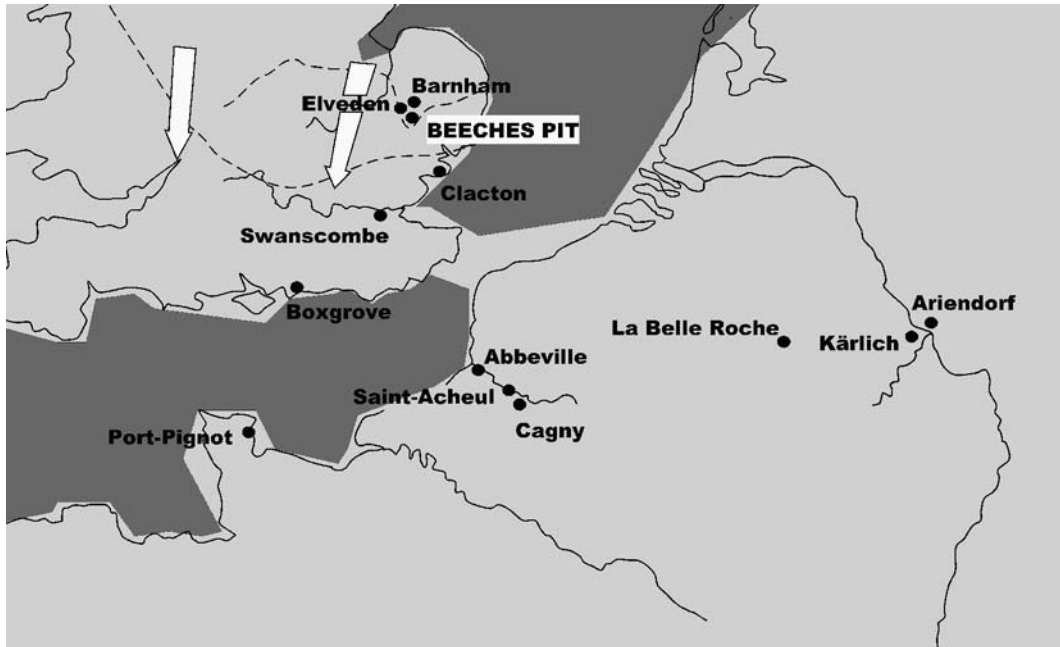 Barnham
Elveden
BEECHES PIT
Clacton
Swanscombe
Boxgrove
Ariendorf
La Belle Roche
Kärlich
Abbeville
Saint-Acheul
Cagny
Port-Pignot